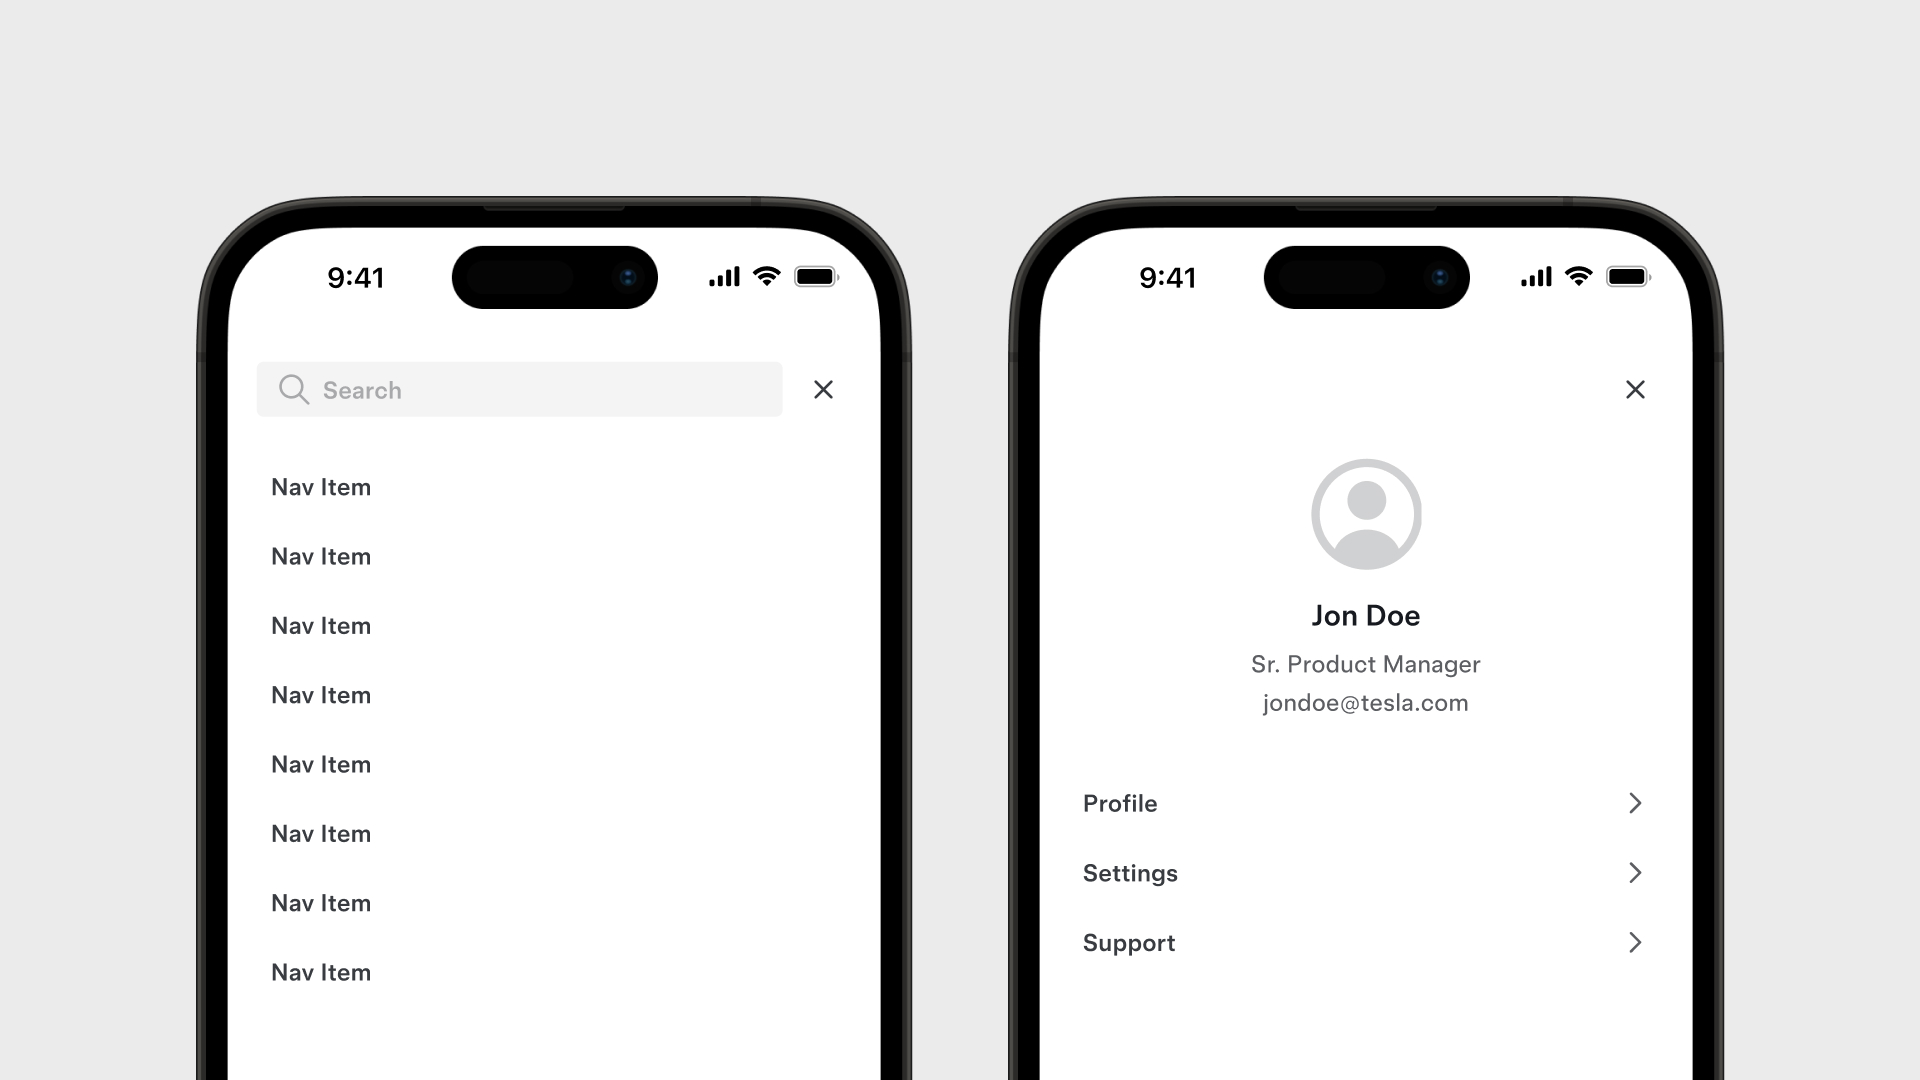 9:41
Search
Nav Item
Nav Item
Nav Item
Nav Item
Nav Item
Nav Item
Nav Item
Nav Item
9:41
Jon Doe
Sr. Product Manager
jondoe@tesla.com
Profile
Settings
Support